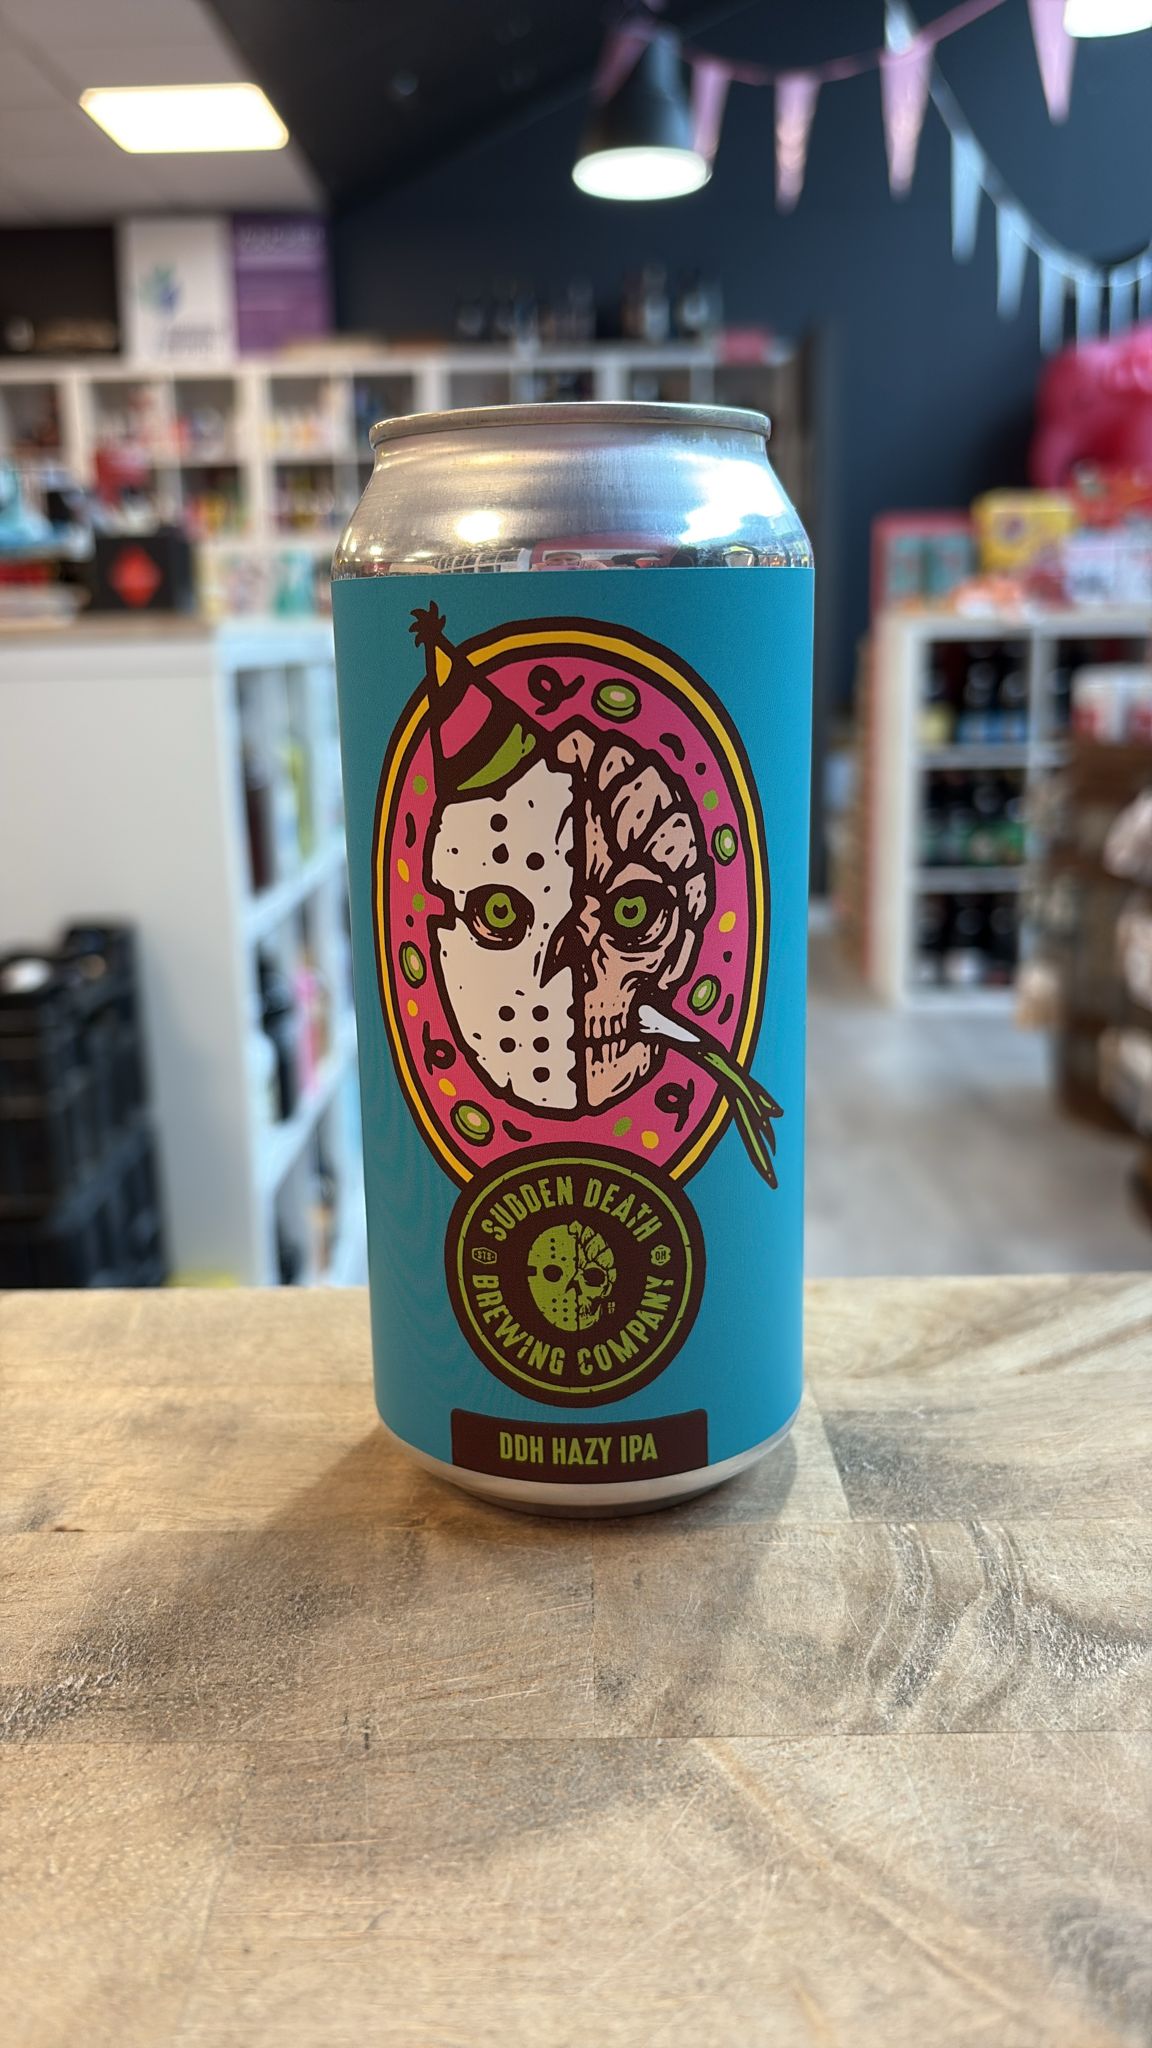 SUDDEN DEATH
BREWING COMPANY
DDH HAZY IPA